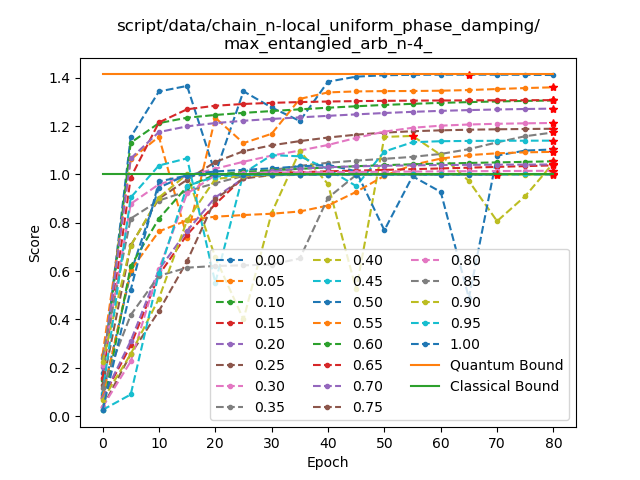 script/data/chain_n-local_uniform_phase_damping/
max_entangled_arb_n-4_
Score
1.4
1.2
1.0
0.8
0.6
0.4
0.2
0.0
0 10 20 30 40 50 60 70 80
Epoch
0.00 0.40 0.80
0.05 0.45 0.85
0.10 0.50 0.90
0.15 0.55 0.95
0.20 0.60 1.00
0.25 0.65 Quantum Bound
0.30 0.70 Classical Bound
0.35 0.75